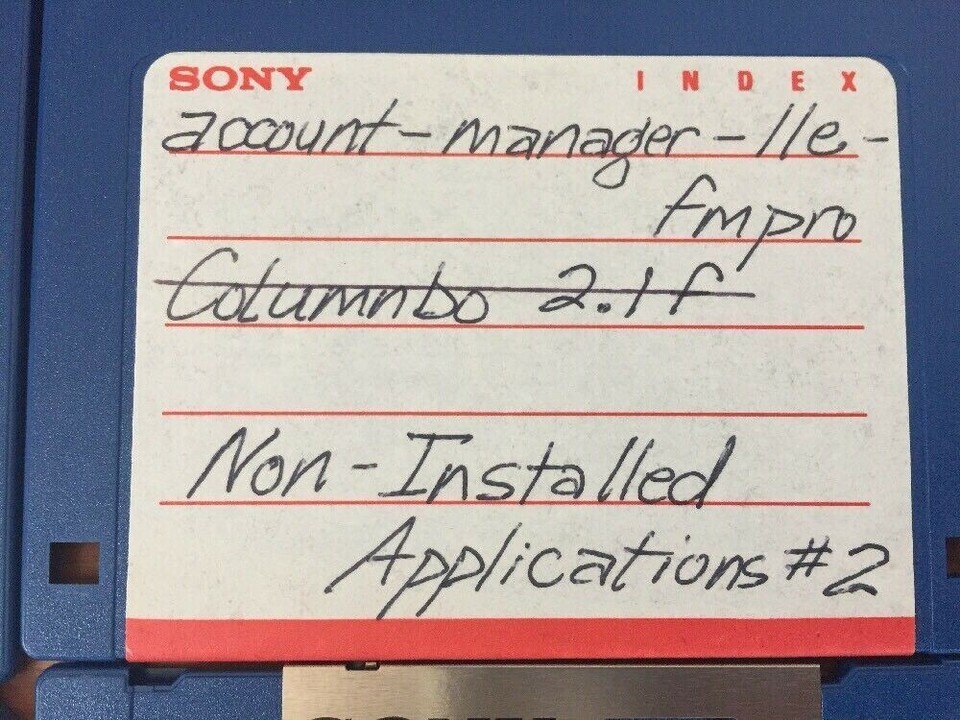 SONY INDEX
account-manager-lle-
fmpro
Columnbo 2.1f
Non-Installed
Applications #2